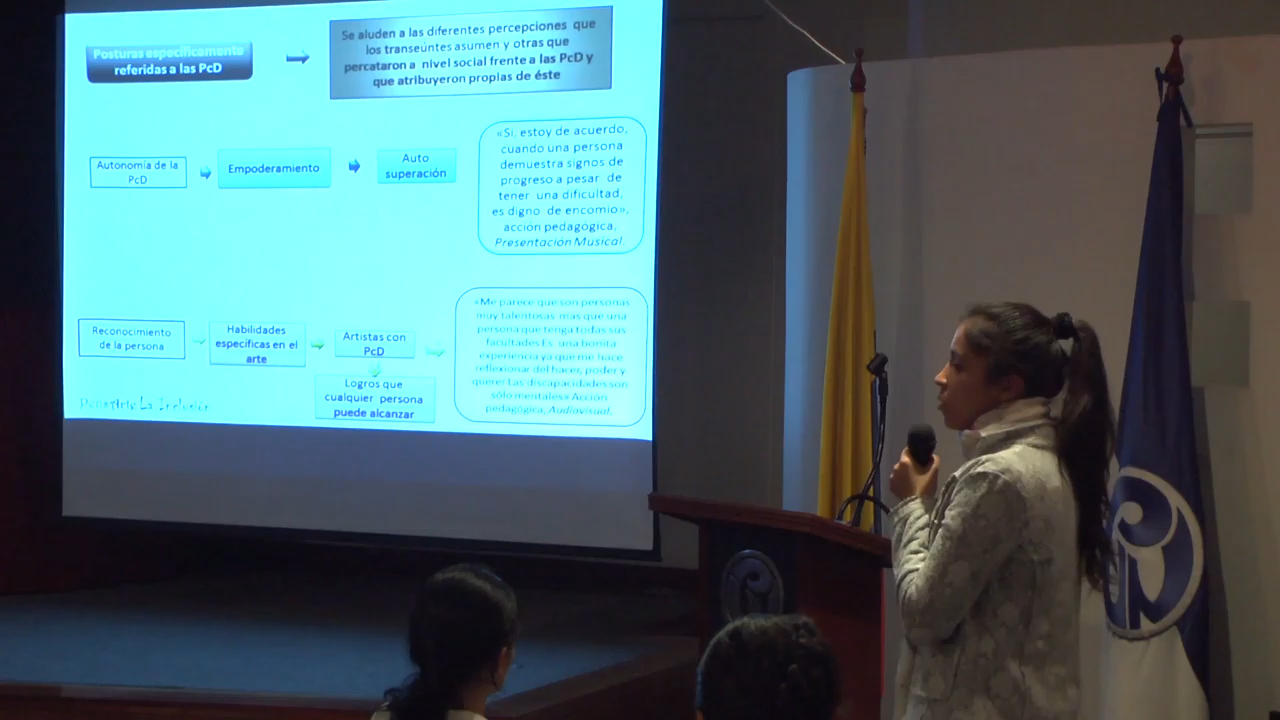 Posturas específicamente
referidas a las PcD
Se aluden a las diferentes percepciones que
los transeúntes asumen y otras que
percataron a nivel social frente a las PcD y
que atribuyeron propias de éste
Autonomía de la
PcD
Empoderamiento
Auto
superación
«Si, estoy de acuerdo,
cuando una persona
demuestra signos de
progreso a pesar de
tener una dificultad,
es digno de encomio»,
acción pedagógica,
Presentación Musical.
Reconocimiento
de la persona
Habilidades
específicas en el
arte
Artistas con
PcD
Logros que
cualquier persona
puede alcanzar
«Me parece que son personas
muy talentosas mas que una
persona que tenga todas sus
facultades Es una bonita
experiencia ya que me hace
reflexionar del hacer, poder y
querer Las discapacidades son
sólo mentales» Acción
pedagógica, Audiovisual.
La Inclusión